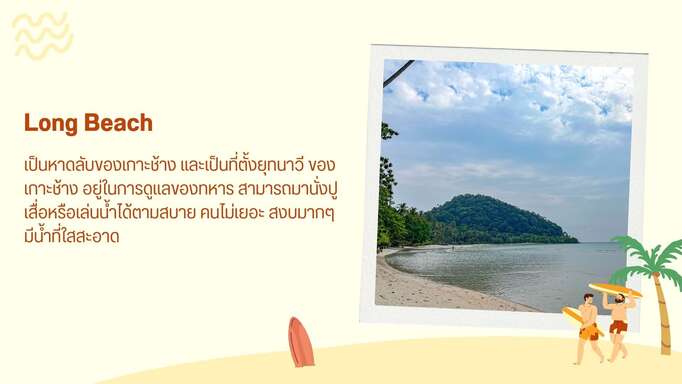 Long Beach
เป็นหาดลับของเกาะช้าง และเป็นที่ตั้งยุทนาวี ของ
เกาะช้าง อยู่ในการดูแลของทหาร สามารถมานั่งปู
เสื่อหรือเล่นน้ำได้ตามสบาย คนไม่เยอะ สงบมากๆ
มีน้ำที่ใสสะอาด